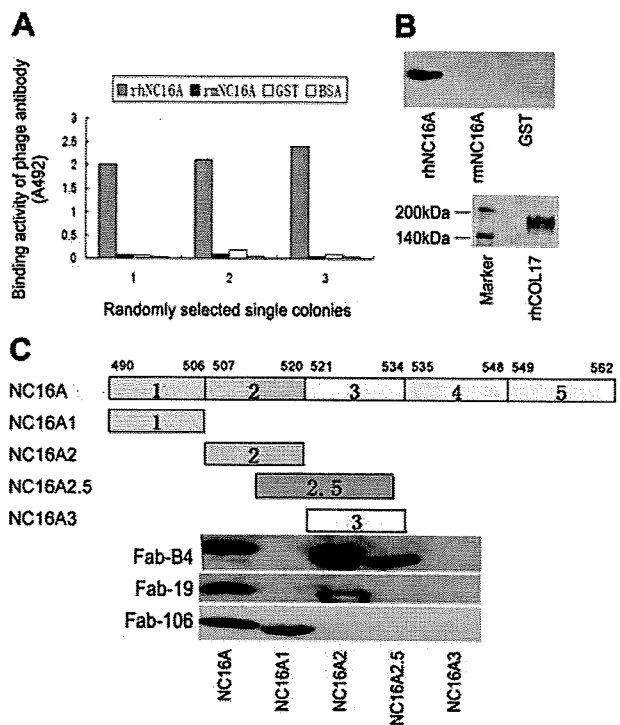 A
rhNC16A rmNC16A GST BSA
Binding activity of phage antibody
(A492)
3
2.5
2
1.5
1
0.5
0
1 2 3
Randomly selected single colonies
B
rhNC16A
rmNC16A
GST
200kDa
140kDa
Marker
rhCOL17
C
490 506 507 520 521 534 535 548 549 562
NC16A 1 2 3 4 5
NC16A1 1
NC16A2 2
NC16A2.5 2.5
NC16A3 3
Fab-B4
Fab-19
Fab-106
NC16A
NC16A1
NC16A2
NC16A2.5
NC16A3